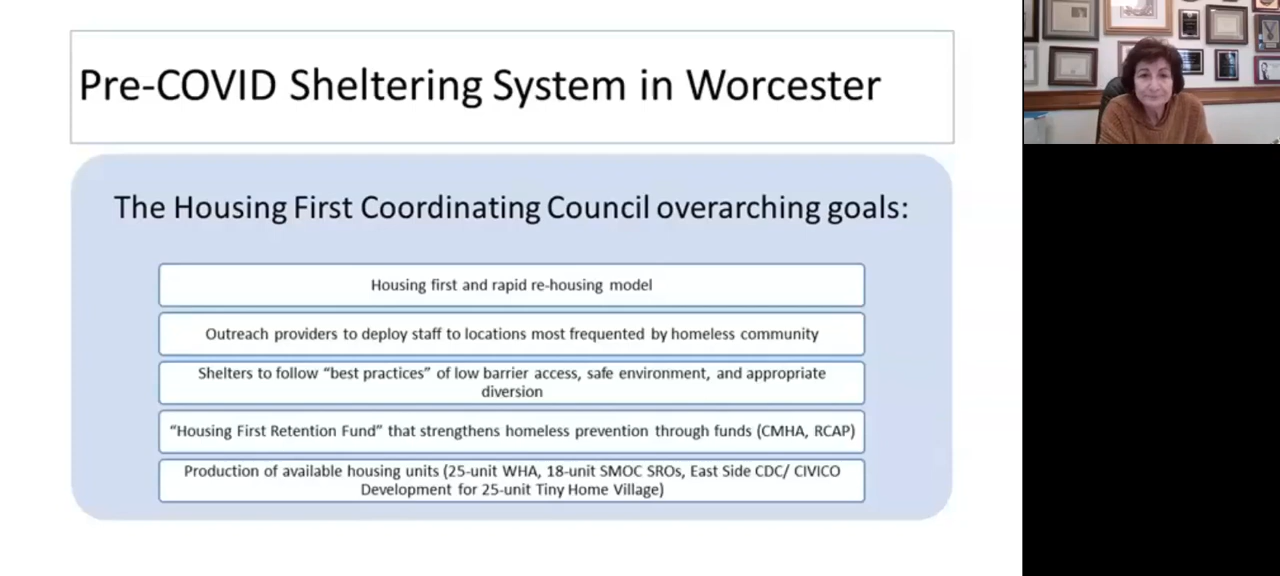 Pre-COVID Sheltering System in Worcester
The Housing First Coordinating Council overarching goals:
Housing first and rapid re-housing model
Outreach providers to deploy staff to locations most frequented by homeless community
Shelters to follow “best practices” of low barrier access, safe environment, and appropriate
diversion
“Housing First Retention Fund” that strengthens homeless prevention through funds (CMHA, RCAP)
Production of available housing units (25-unit WHA, 18-unit SMOC SROs, East Side CDC/ CIVICO
Development for 25-unit Tiny Home Village)